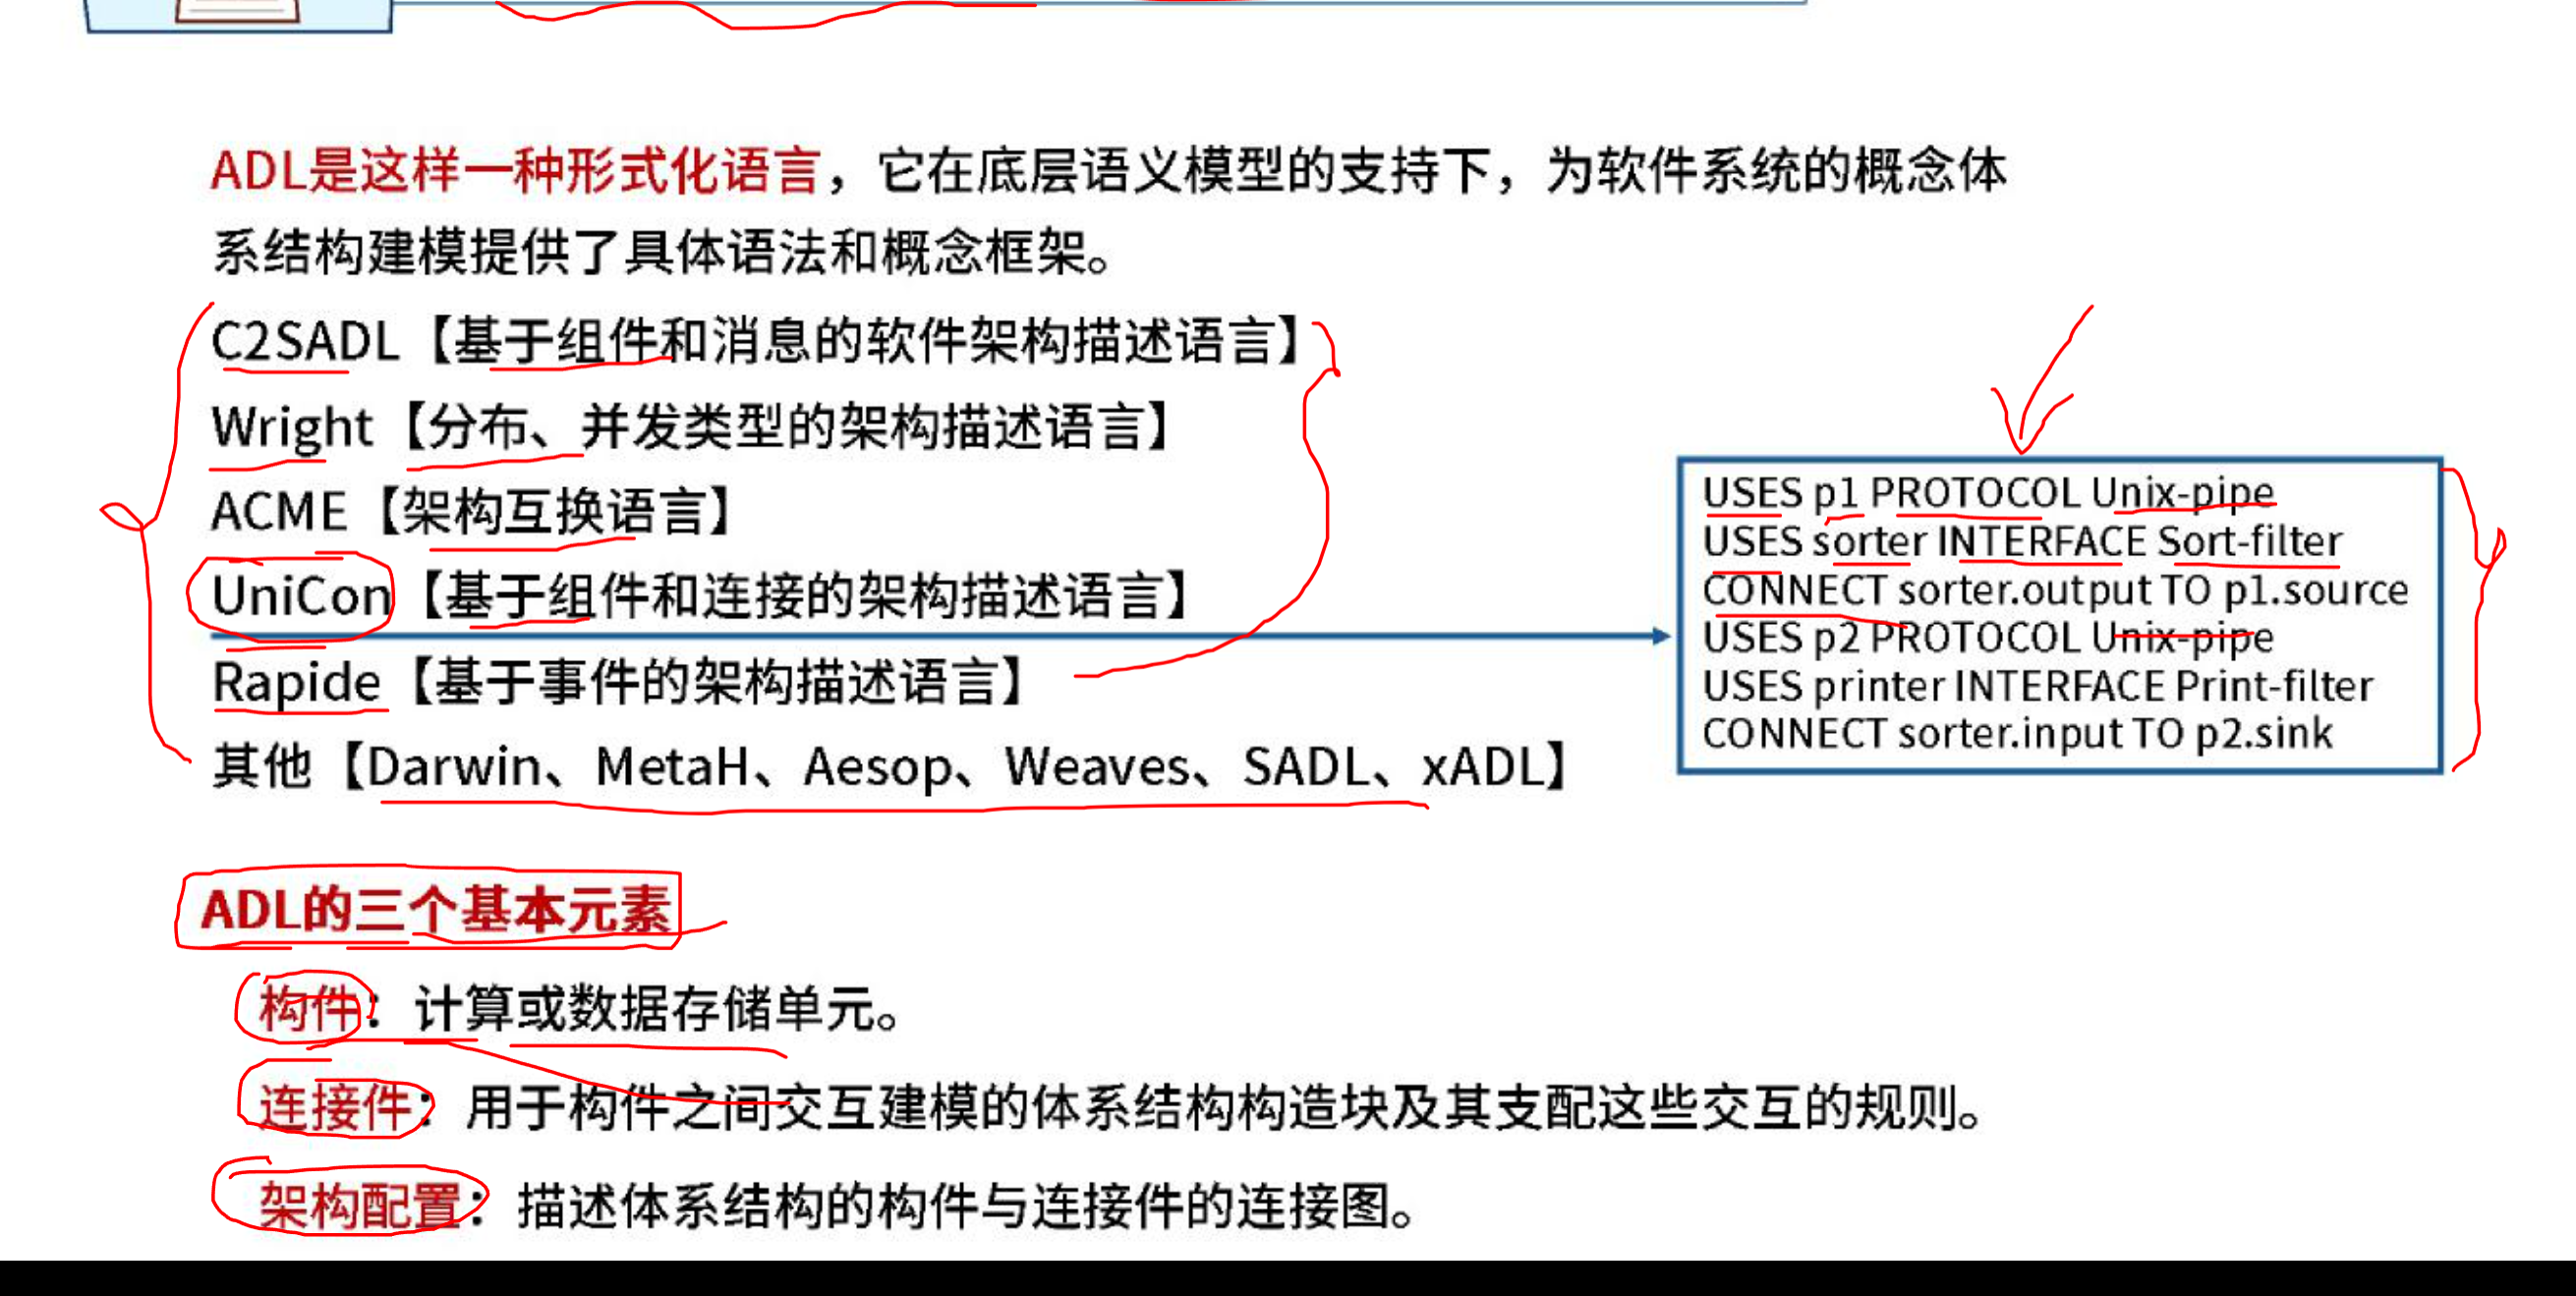 ADL是这样一种形式化语言，它在底层语义模型的支持下，为软件系统的概念体
系结构建模提供了具体语法和概念框架。
C2SADL【基于组件和消息的软件架构描述语言】
Wright【分布、并发类型的架构描述语言】
ACME【架构互换语言】
UniCon【基于组件和连接的架构描述语言】
Rapide【基于事件的架构描述语言】
其他【Darwin、MetaH、Aesop、Weaves、SADL、xADL】
USES p1 PROTOCOL Unix-pipe
USES sorter INTERFACE Sort-filter
CONNECT sorter.output TO p1.source
USES p2 PROTOCOL Unix-pipe
USES printer INTERFACE Print-filter
CONNECT sorter.input TO p2.sink
ADL的三个基本元素
构件：计算或数据存储单元。
连接件：用于构件之间交互建模的体系结构构造块及其支配这些交互的规则。
架构配置：描述体系结构的构件与连接件的连接图。